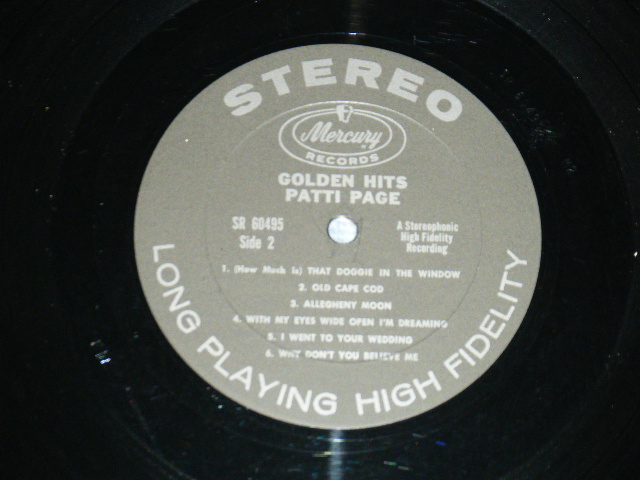 STEREO
Mercury
RECORDS
GOLDEN HITS
PATTI PAGE
SR 60495
Side 2
A Stereophonic
High Fidelity
Recording
1. (How Much Is) THAT DOGGIE IN THE WINDOW
2. OLD CAPE COD
3. ALLEGHENY MOON
4. WITH MY EYES WIDE OPEN I'M DREAMING
5. I WENT TO YOUR WEDDING
6. WHY DON'T YOU BELIEVE ME
LONG PLAYING HIGH FIDELITY